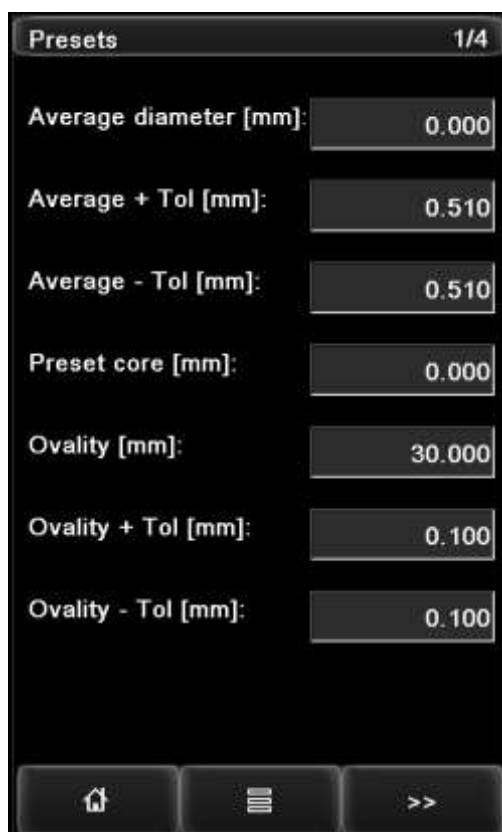 Presets 1/4
Average diameter [mm]: 0.000
Average + Tol [mm]: 0.510
Average - Tol [mm]: 0.510
Preset core [mm]: 0.000
Ovality [mm]: 30.000
Ovality + Tol [mm]: 0.100
Ovality - Tol [mm]: 0.100
>>